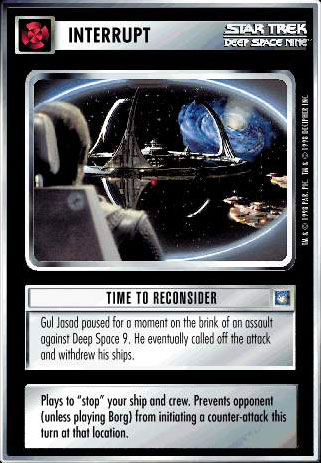 INTERRUPT
STAR TREK
DEEP SPACE NINE
TM & © 1998 PAR. PIC. TM & © 1998 DECIPHER INC.
TIME TO RECONSIDER
Gul Jasad paused for a moment on the brink of an assault
against Deep Space 9. He eventually called off the attack
and withdrew his ships.
Plays to “stop” your ship and crew. Prevents opponent
(unless playing Borg) from initiating a counter-attack this
turn at that location.